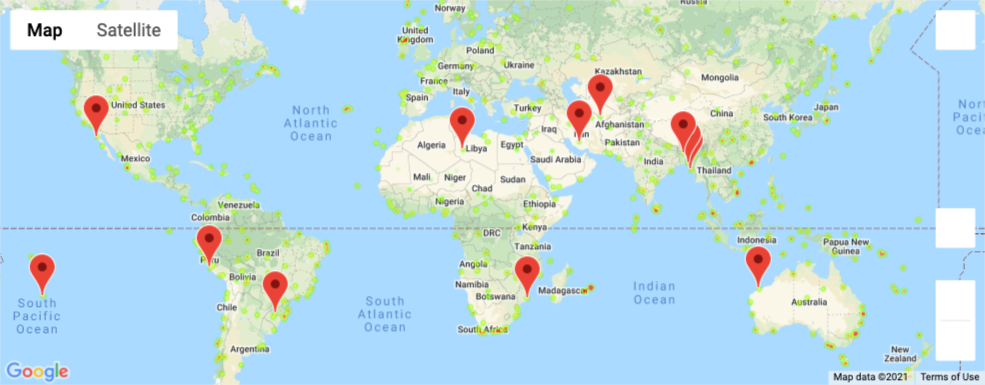 Map
Satellite
Russia
Norway
United
Kingdom
Poland
Germany
Ukraine
France
Kazakhstan
Mongolia
Italy
Spain
Turkey
United States
North
Atlantic
Ocean
China
Japan
South Korea
North
Pacific
Ocean
Iraq
Iran
Afghanistan
Pakistan
Algeria
Libya
Egypt
Saudi Arabia
India
Thailand
Mexico
Mali
Niger
Chad
Sudan
Nigeria
Ethiopia
Venezuela
Colombia
DRC
Kenya
Tanzania
Indonesia
Papua New
Guinea
Peru
Brazil
Bolivia
Angola
Namibia
Botswana
Madagascar
Indian
Ocean
Australia
South
Pacific
Ocean
Chile
South
Atlantic
Ocean
South Africa
Argentina
New
Zealand
Google
Map data ©2021
Terms of Use